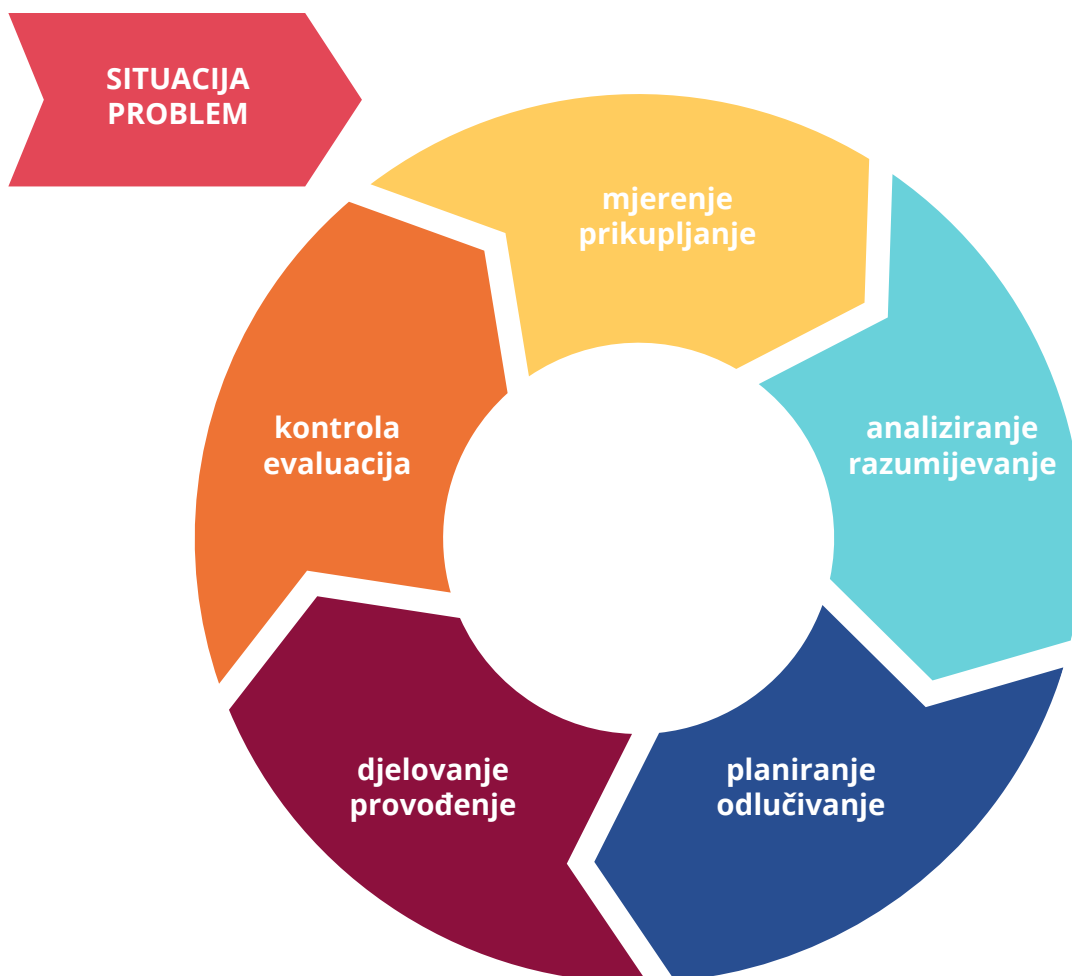 SITUACIJA
PROBLEM
mjerenje
prikupljanje
analiziranje
razumijevanje
planiranje
odlučivanje
djelovanje
provođenje
kontrola
evaluacija